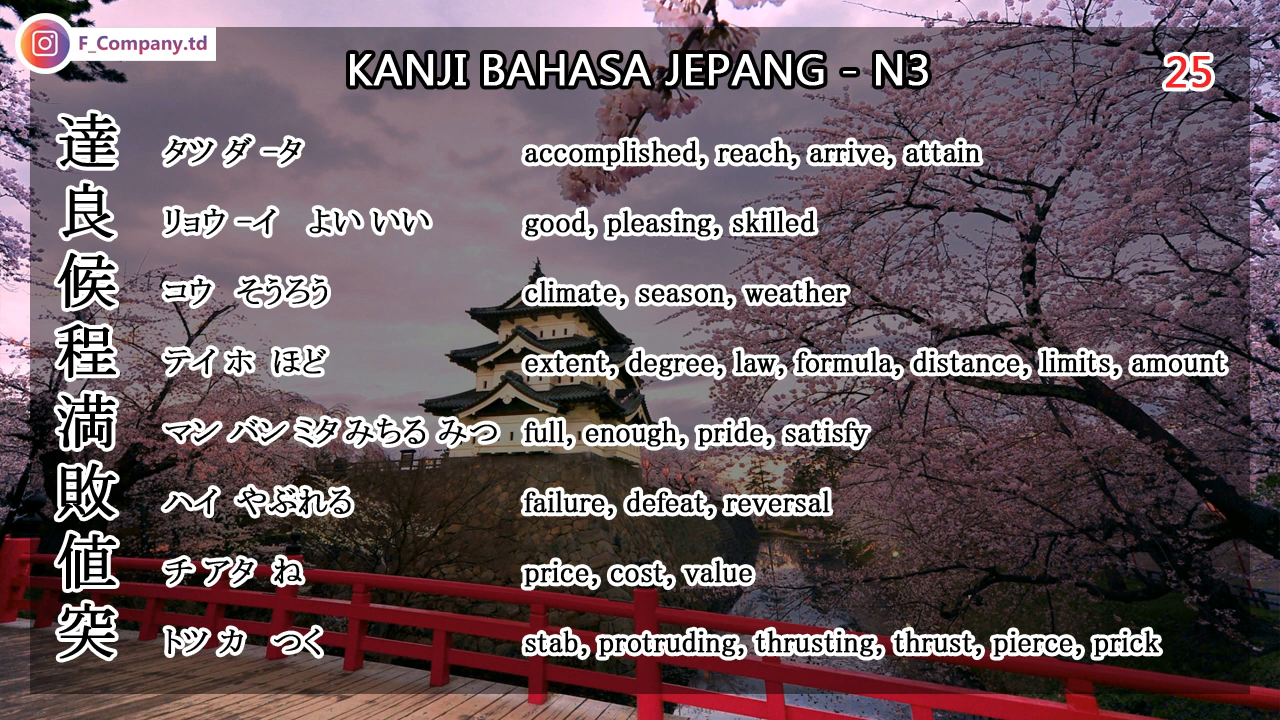 F_Company.td
KANJI BAHASA JEPANG - N3
25
達 タツ ダ -タ accomplished, reach, arrive, attain
良 リョウ -イ よい いい good, pleasing, skilled
候 コウ そうろう climate, season, weather
程 テイ ホ ほど extent, degree, law, formula, distance, limits, amount
満 マン バン ミタ みちる みつ full, enough, pride, satisfy
敗 ハイ やぶれる failure, defeat, reversal
値 チ アタ ね price, cost, value
突 トツ カ つく stab, protruding, thrusting, thrust, pierce, prick